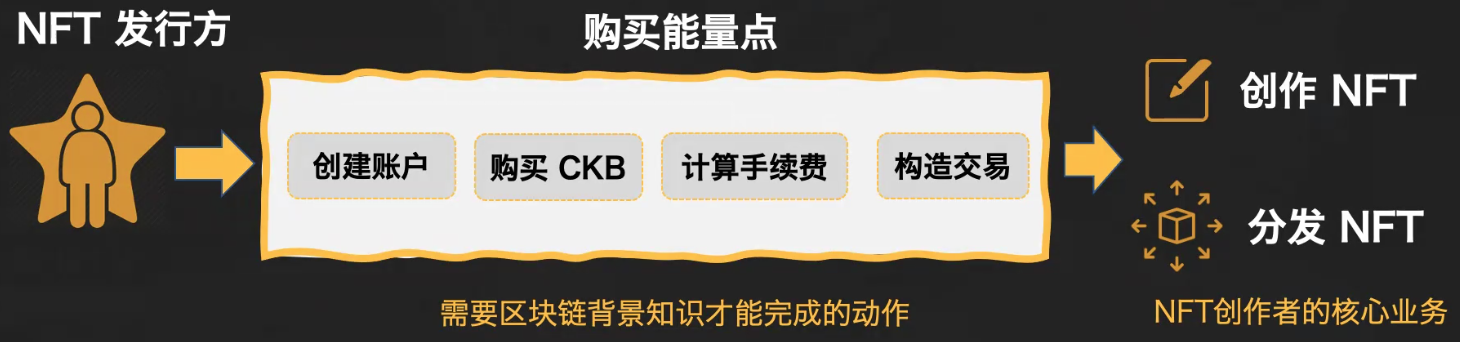 NFT 发行方
购买能量点
创建账户
购买 CKB
计算手续费
构造交易
创作 NFT
分发 NFT
需要区块链背景知识才能完成的动作
NFT创作者的核心业务